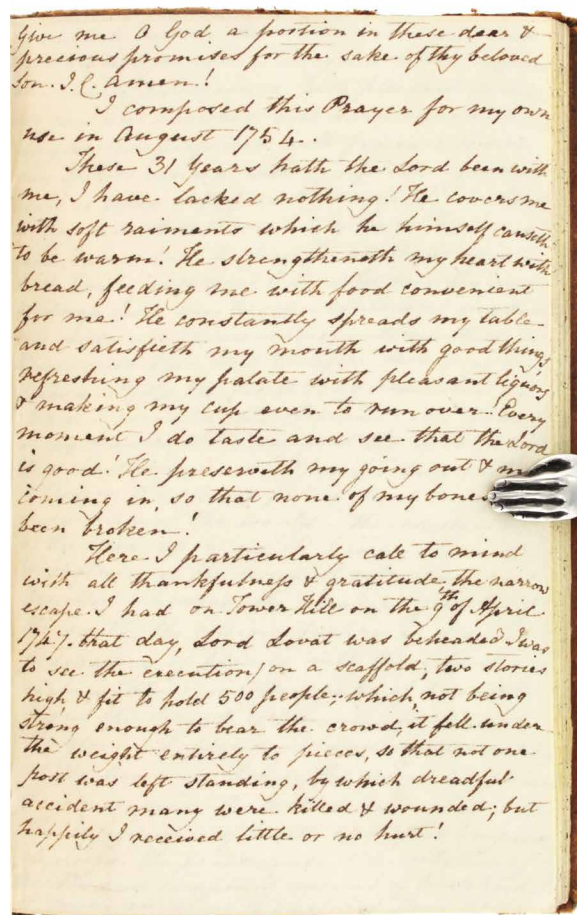 Give me O God a portion in these dear &
precious promises for the sake of thy beloved
Son. J. C. Amen!
I composed this Prayer for my own
use in August 1754.
These 31 Years hath the Lord been with
me, I have lacked nothing! He covers me
with soft raiments which he himself causeth
to be warm! He strengtheneth my heart with
bread, feeding me with food convenient
for me! He constantly spreads my table
and satisfieth my mouth with good things,
refreshing my palate with pleasant liquors
& making my cup even to run over! Every
moment I do taste and see that the Lord
is good! He preserveth my going out &
coming in, so that none of my bones
been broken!
Here I particularly call to mind
with all thankfulness & gratitude the narrow
escape I had on Tower Hill on the 9th of April
1747. that day, Lord Lovat was beheaded I was
to see the execution, on a scaffold, two stories
high & fit to hold 500 people; which, not being
strong enough to bear the crowd, it fell under
the weight entirely to pieces, so that not one
post was left standing, by which dreadful
accident many were killed & wounded; but
happily I received little or no hurt!